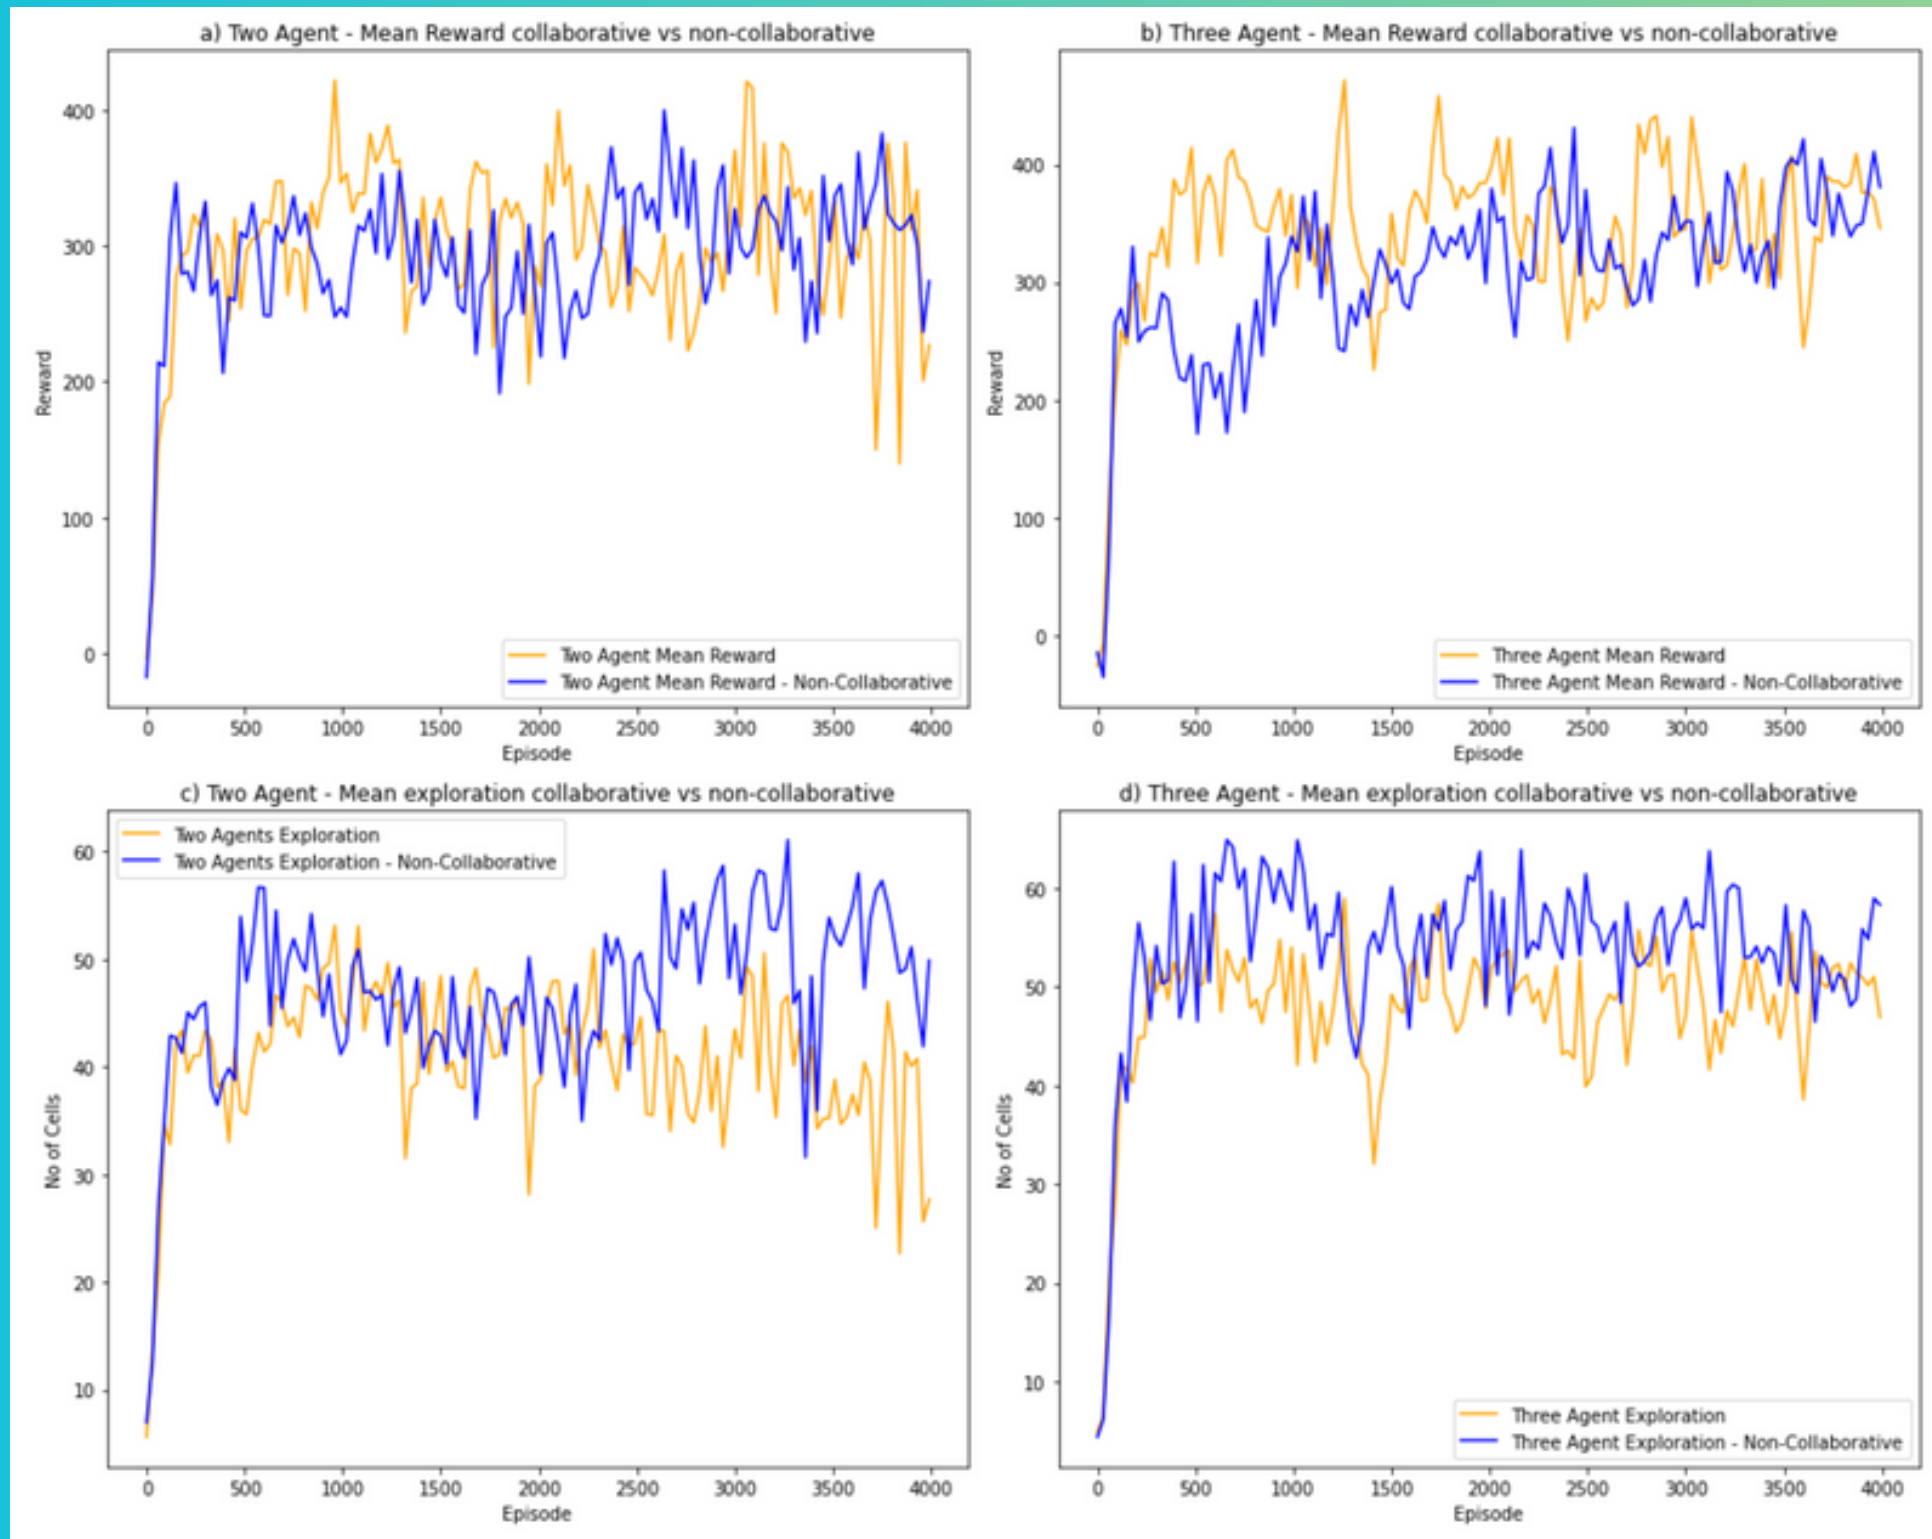 a) Two Agent - Mean Reward collaborative vs non-collaborative
400
300
200
100
0
Reward
Two Agent Mean Reward
Two Agent Mean Reward - Non-Collaborative
0 500 1000 1500 2000 2500 3000 3500 4000
Episode
b) Three Agent - Mean Reward collaborative vs non-collaborative
400
300
200
100
0
Reward
Three Agent Mean Reward
Three Agent Mean Reward - Non-Collaborative
0 500 1000 1500 2000 2500 3000 3500 4000
Episode
c) Two Agent - Mean exploration collaborative vs non-collaborative
Two Agents Exploration
Two Agents Exploration - Non-Collaborative
60
50
40
30
20
10
No of Cells
0 500 1000 1500 2000 2500 3000 3500 4000
Episode
d) Three Agent - Mean exploration collaborative vs non-collaborative
60
50
40
30
20
10
No of Cells
Three Agent Exploration
Three Agent Exploration - Non-Collaborative
0 500 1000 1500 2000 2500 3000 3500 4000
Episode